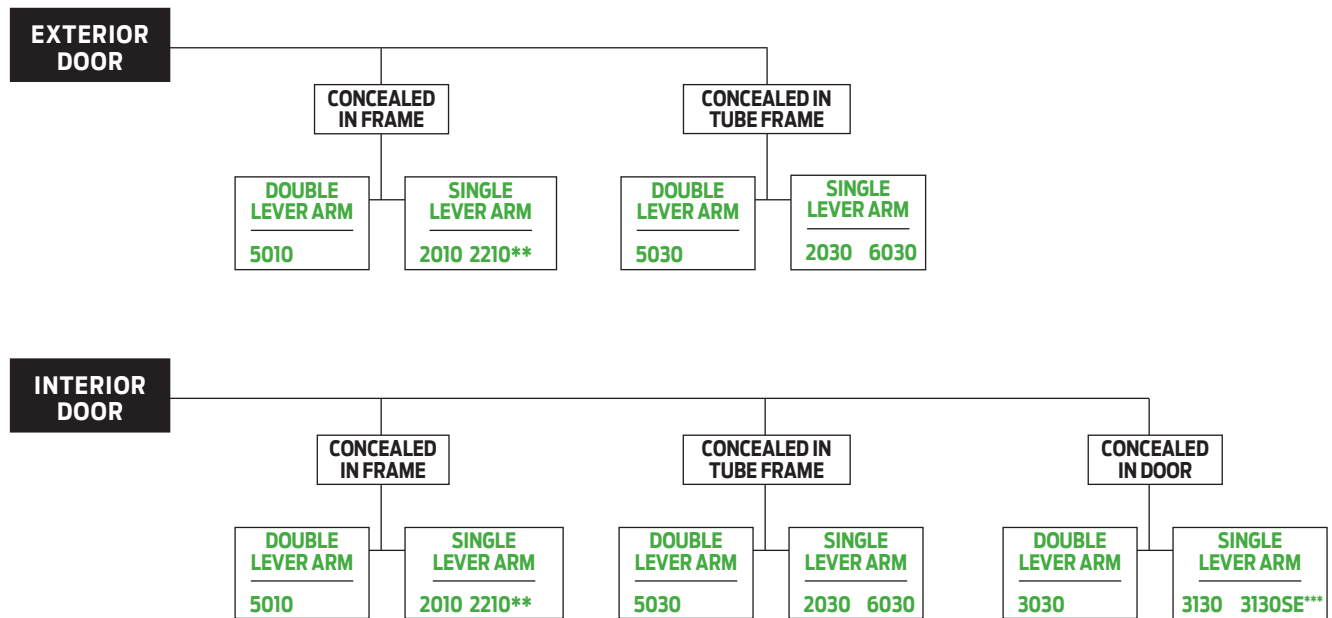 EXTERIOR
DOOR
CONCEALED
IN FRAME
CONCEALED IN
TUBE FRAME
DOUBLE
LEVER ARM
5010
SINGLE
LEVER ARM
2010 2210**
DOUBLE
LEVER ARM
5030
SINGLE
LEVER ARM
2030 6030
INTERIOR
DOOR
CONCEALED
IN FRAME
CONCEALED IN
TUBE FRAME
CONCEALED
IN DOOR
DOUBLE
LEVER ARM
5010
SINGLE
LEVER ARM
2010 2210**
DOUBLE
LEVER ARM
5030
SINGLE
LEVER ARM
2030 6030
DOUBLE
LEVER ARM
3030
SINGLE
LEVER ARM
3130 3130SE***